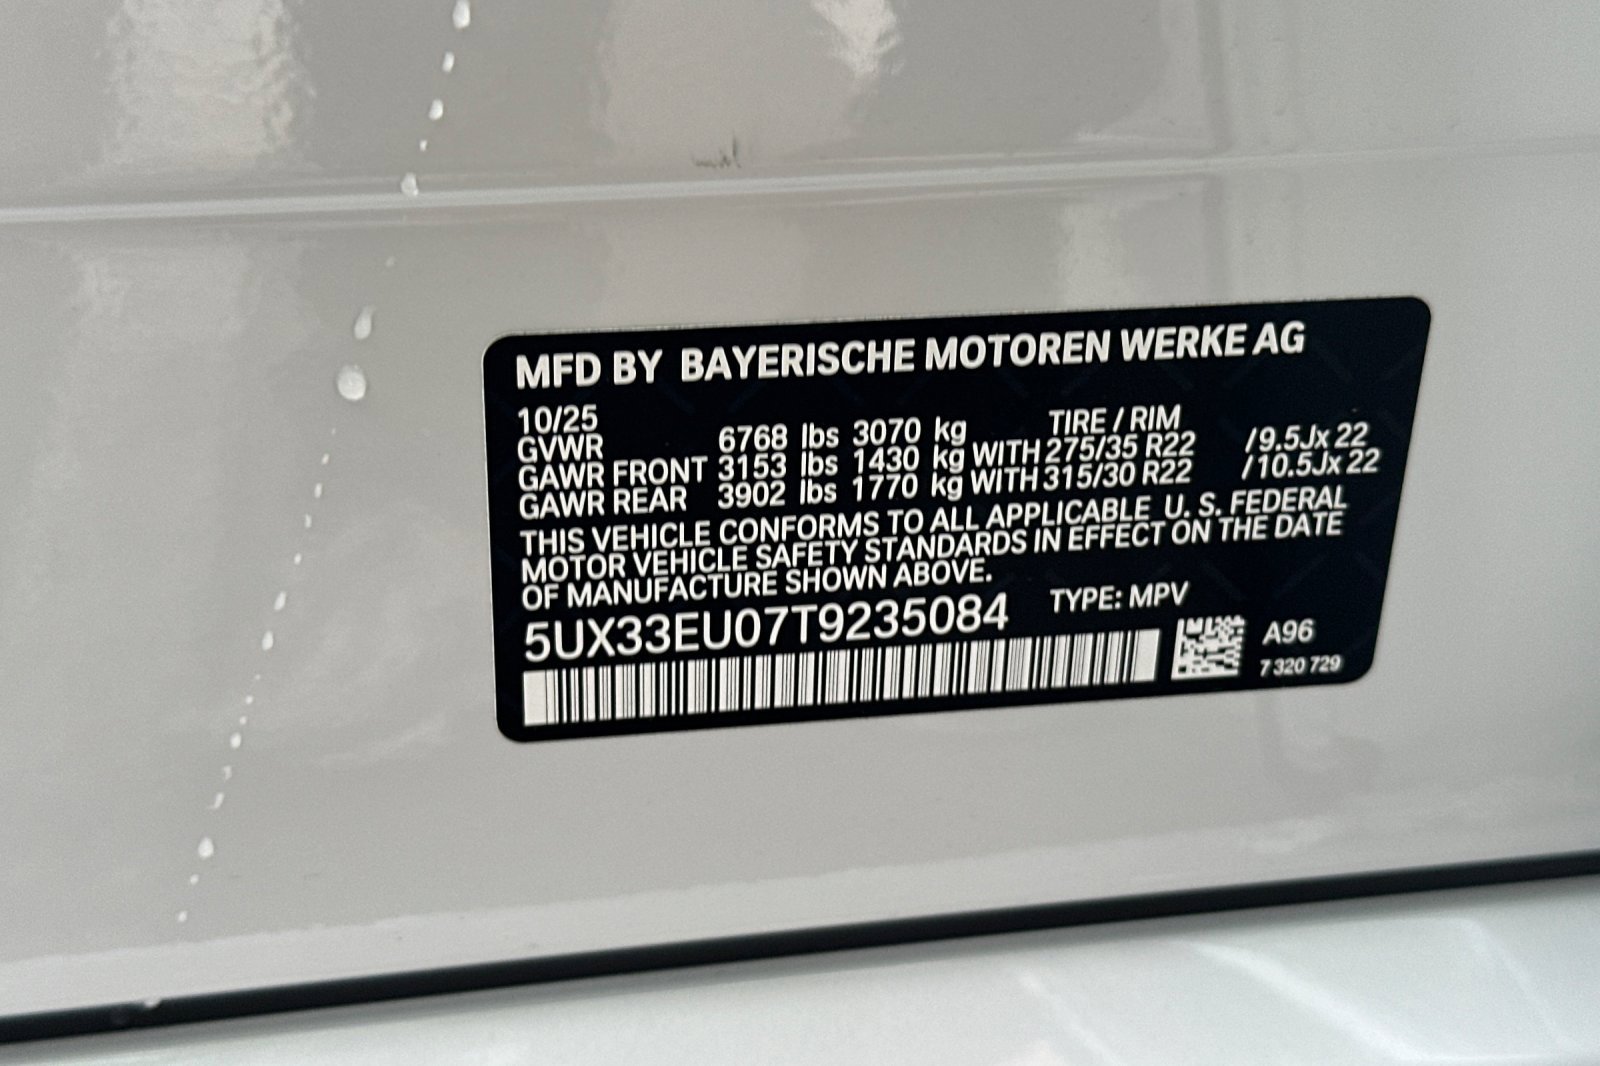 MFD BY BAYERISCHE MOTOREN WERKE AG
10/25 TIRE / RIM
GVWR 6768 lbs 3070 kg
GAWR FRONT 3153 lbs 1430 kg WITH 275/35 R22 /9.5Jx 22
GAWR REAR 3902 lbs 1770 kg WITH 315/30 R22 /10.5Jx 22
THIS VEHICLE CONFORMS TO ALL APPLICABLE U. S. FEDERAL
MOTOR VEHICLE SAFETY STANDARDS IN EFFECT ON THE DATE
OF MANUFACTURE SHOWN ABOVE.
5UX33EU07T9235084 TYPE: MPV
A96
7 320 729